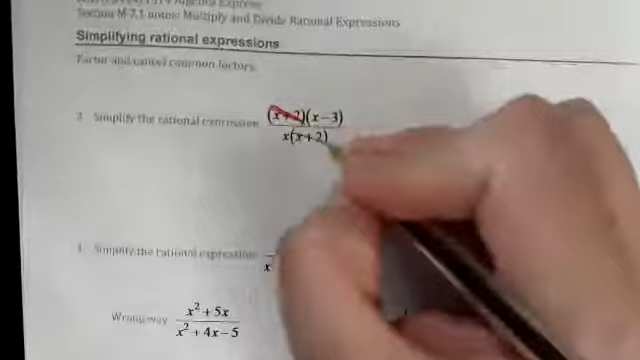 Section M-7.1 notes: Multiply and Divide Rational Expressions
Simplifying rational expressions
Factor and cancel common factors.
Simplify the rational expression (x+2)(x−3)
x(x+2)
Simplify the rational expression
x
Wrong way x² + 5x
x² + 4x − 5